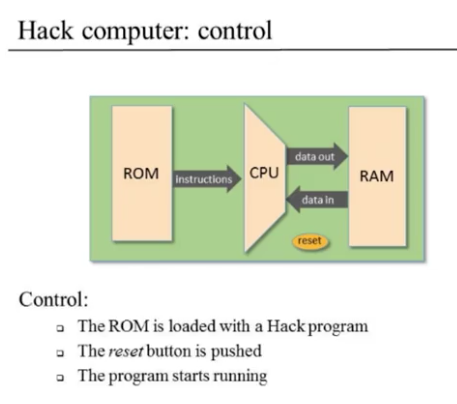 Hack computer: control
ROM
instructions
CPU
data out
data in
RAM
reset
Control:
The ROM is loaded with a Hack program
The reset button is pushed
The program starts running